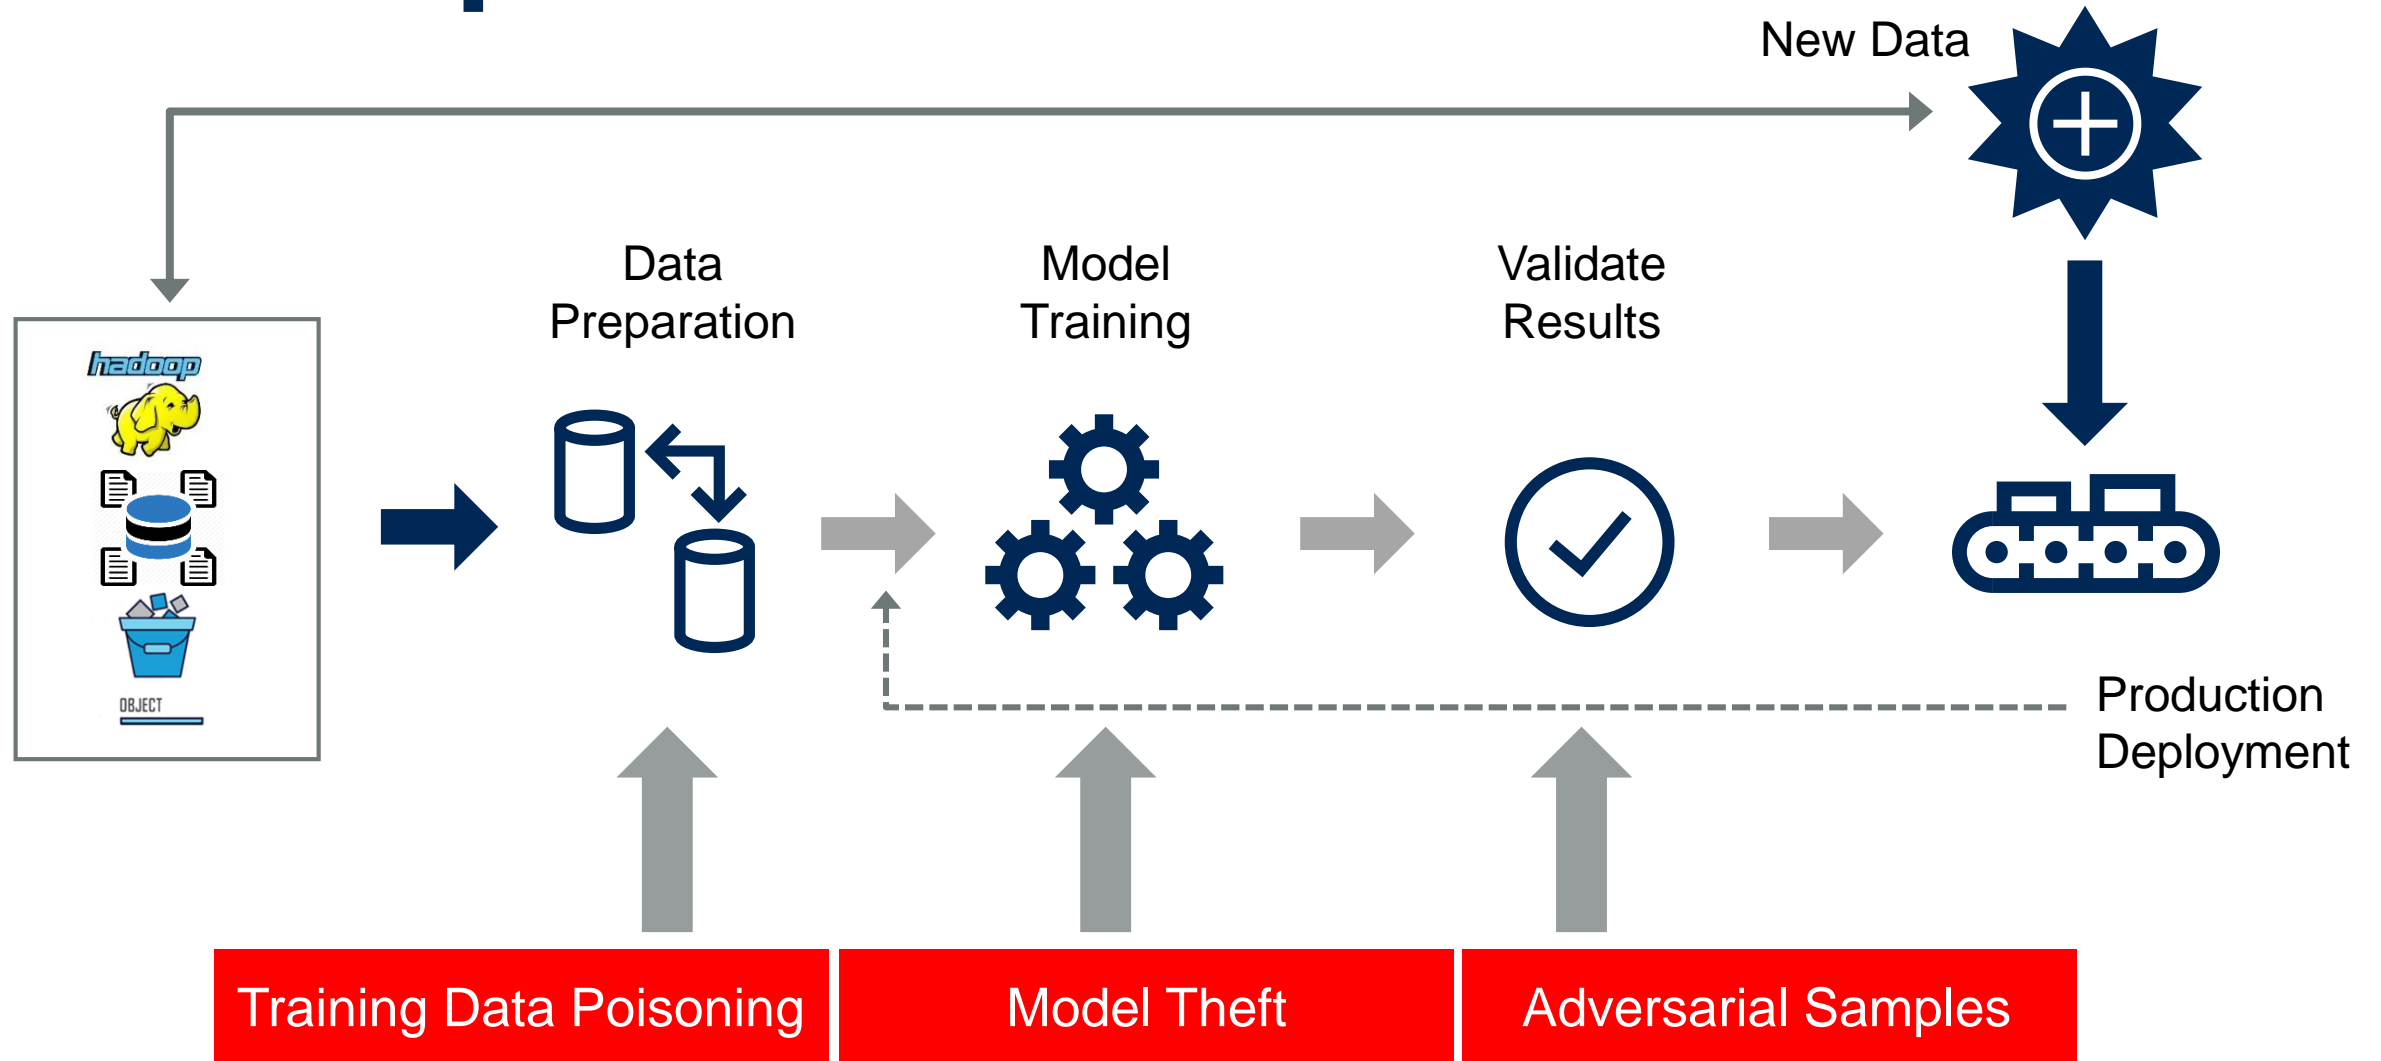 New Data
Data
Preparation
Model
Training
Validate
Results
hadoop
OBJECT
Production
Deployment
Training Data Poisoning
Model Theft
Adversarial Samples